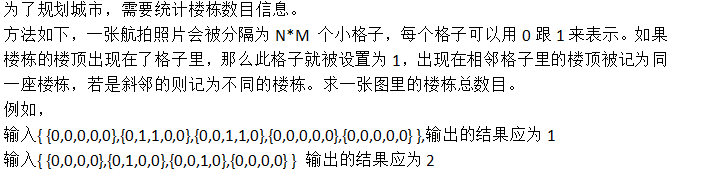 为了规划城市，需要统计楼栋数目信息。
方法如下，一张航拍照片会被分隔为 N*M 个小格子，每个格子可以用 0 跟 1 来表示。如果
楼栋的楼顶出现在了格子里，那么此格子就被设置为 1，出现在相邻格子里的楼顶被记为同
一座楼栋，若是斜邻的则记为不同的楼栋。求一张图里的楼栋总数目。
例如，
输入{ {0,0,0,0,0},{0,1,1,0,0},{0,0,1,1,0},{0,0,0,0,0},{0,0,0,0,0} },输出的结果应为 1
输入{ {0,0,0,0},{0,1,0,0},{0,0,1,0},{0,0,0,0} } 输出的结果应为 2